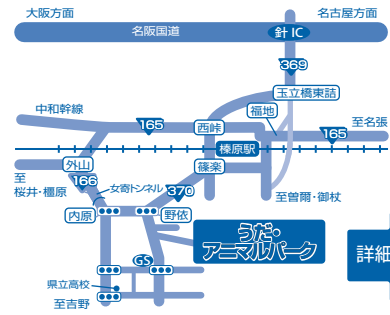 大阪方面
名古屋方面
名阪国道
針 IC
369
玉立橋東詰
福地
中和幹線
165
西峠
至名張
165
榛原駅
外山
篠楽
至
桜井・橿原
166
女寄トンネル
370
至曽爾・御杖
内原
野依
うだ・
アニマルパーク
詳細
GS
県立高校
至吉野